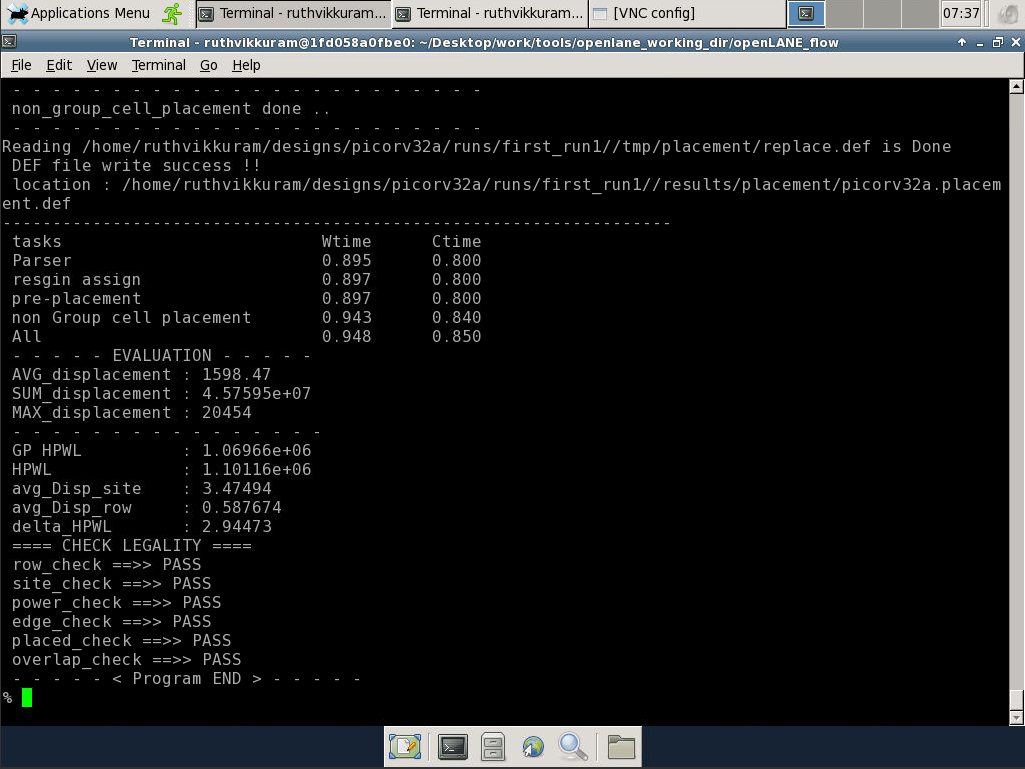 Applications Menu
Terminal - ruthvikkuram...
Terminal - ruthvikkuram...
[VNC config]
07:37
Terminal - ruthvikkuram@1fd058a0fbe0: ~/Desktop/work/tools/openlane_working_dir/openLANE_flow
File Edit View Terminal Go Help
- - - - - - - - - - - - - - - - - - - - - - - -
non_group_cell_placement done ..
- - - - - - - - - - - - - - - - - - - - - - - -
Reading /home/ruthvikkuram/designs/picorv32a/runs/first_run1//tmp/placement/replace.def is Done
DEF file write success !!
location : /home/ruthvikkuram/designs/picorv32a/runs/first_run1//results/placement/picorv32a.placem
ent.def
-------------------------------------------------------------------
tasks Wtime Ctime
Parser 0.895 0.800
resgin assign 0.897 0.800
pre-placement 0.897 0.800
non Group cell placement 0.943 0.840
All 0.948 0.850
- - - - - EVALUATION - - - - -
AVG_displacement : 1598.47
SUM_displacement : 4.57595e+07
MAX_displacement : 20454
- - - - - - - - - - - - - - - -
GP HPWL : 1.06966e+06
HPWL : 1.10116e+06
avg_Disp_site : 3.47494
avg_Disp_row : 0.587674
delta_HPWL : 2.94473
==== CHECK LEGALITY ====
row_check ==>> PASS
site_check ==>> PASS
power_check ==>> PASS
edge_check ==>> PASS
placed_check ==>> PASS
overlap_check ==>> PASS
- - - - - < Program END > - - - - -
%